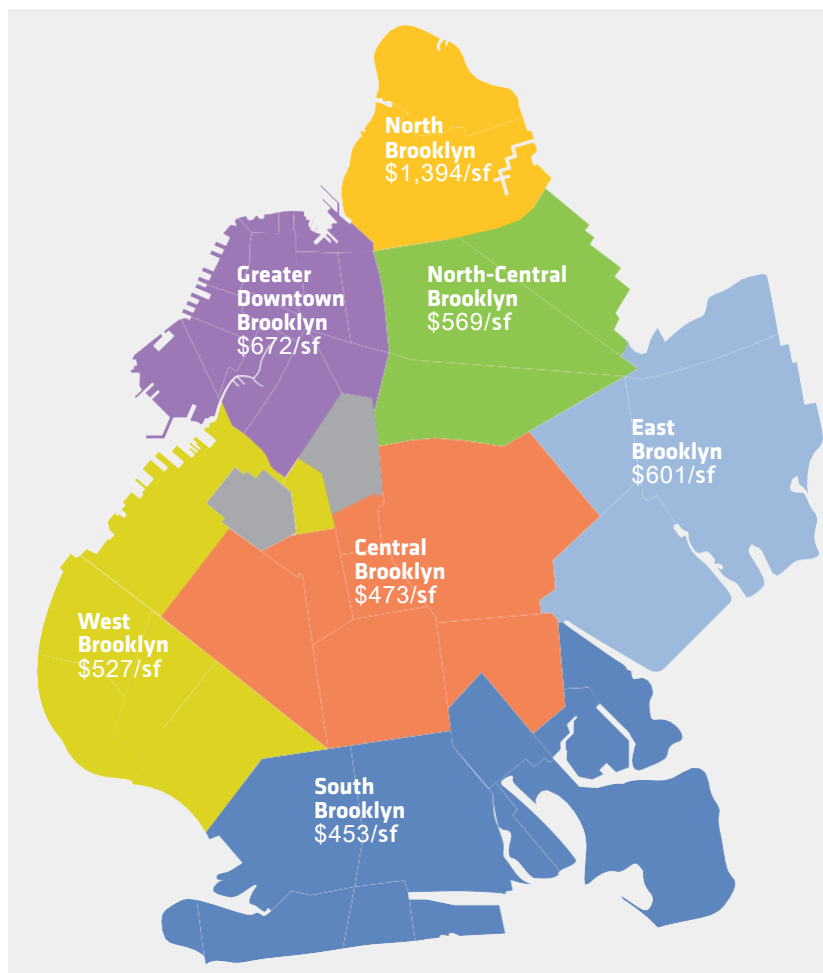 North
Brooklyn
$1,394/sf
Greater
Downtown
Brooklyn
$672/sf
North-Central
Brooklyn
$569/sf
East
Brooklyn
$601/sf
Central
Brooklyn
$473/sf
West
Brooklyn
$527/sf
South
Brooklyn
$453/sf